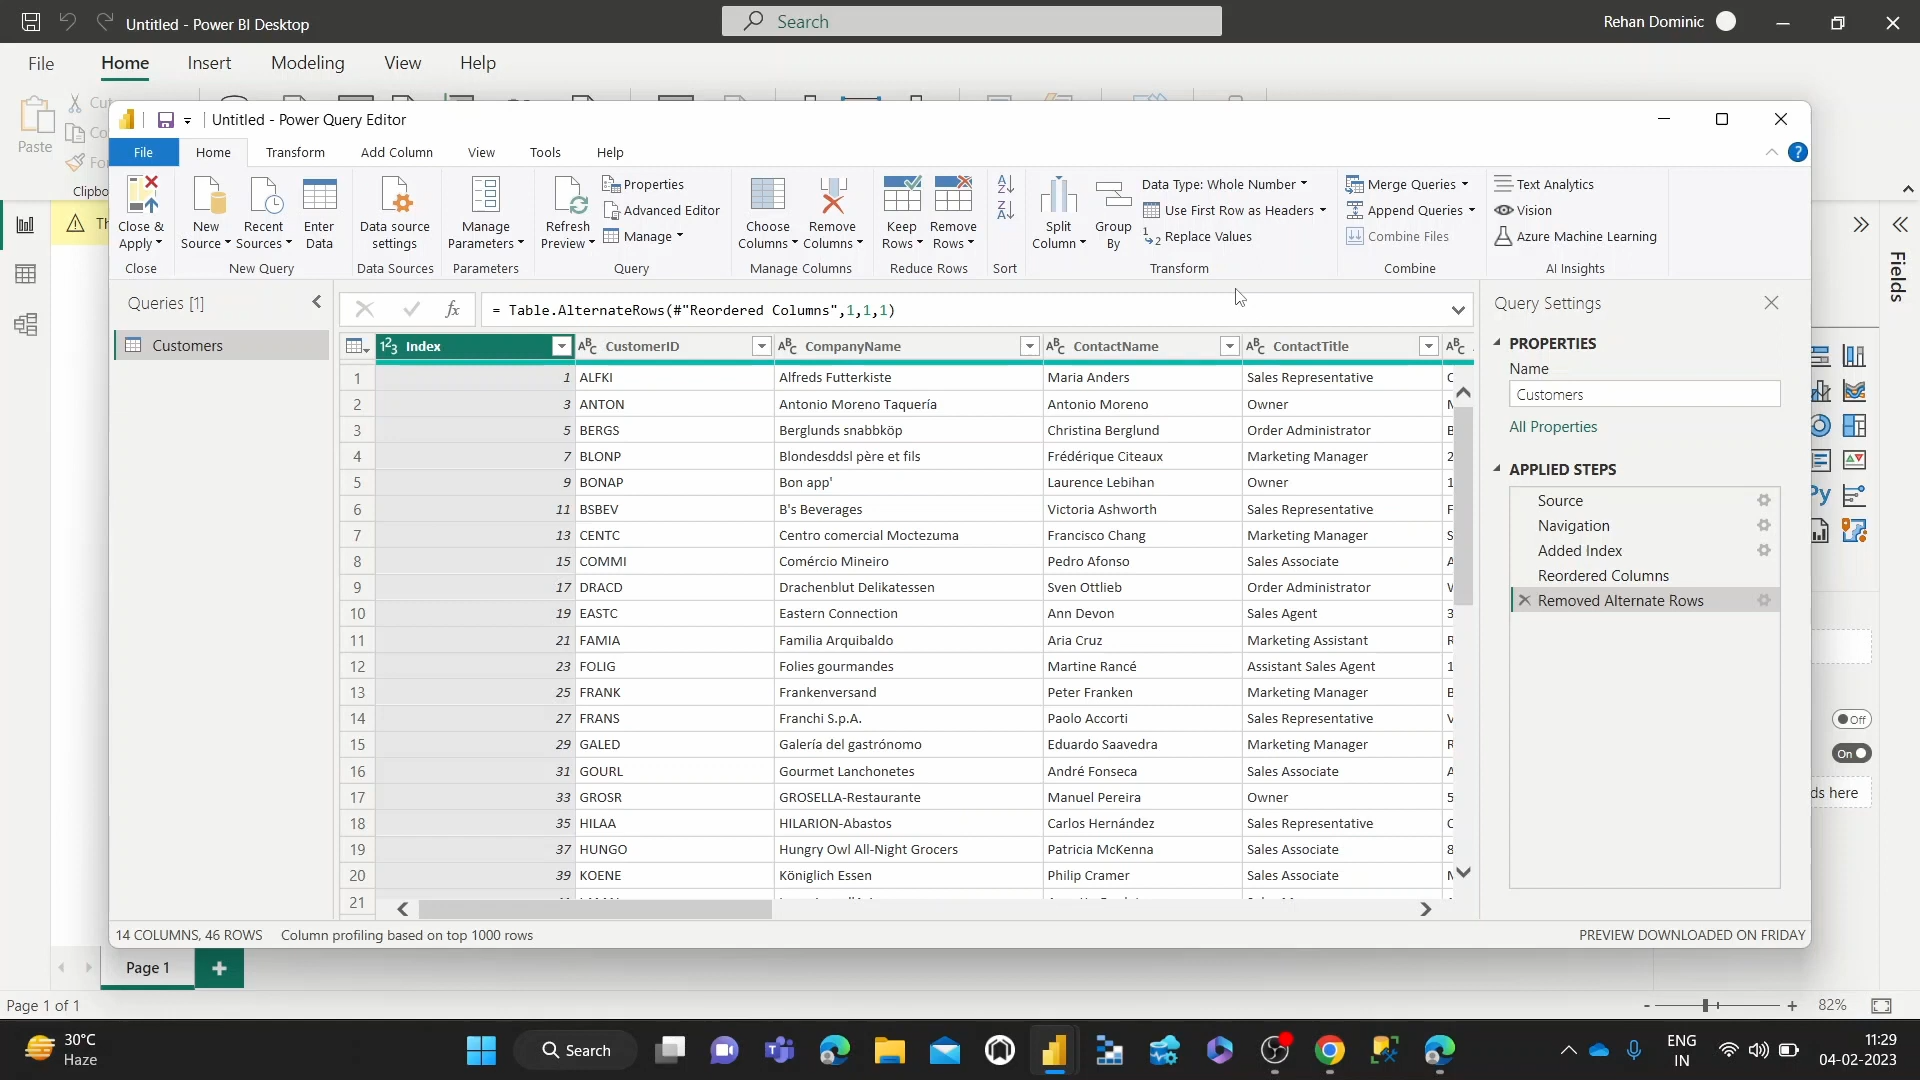 Untitled - Power BI Desktop
Search
Rehan Dominic
File
Home
Insert
Modeling
View
Help
Paste
Untitled - Power Query Editor
File
Home
Transform
Add Column
View
Tools
Help
Close & Apply
New Source
Recent Sources
Enter Data
Data source settings
Manage Parameters
Refresh Preview
Properties
Advanced Editor
Manage
Choose Columns
Remove Columns
Keep Rows
Remove Rows
Split Column
Group By
Data Type: Whole Number
Use First Row as Headers
Replace Values
Merge Queries
Append Queries
Combine Files
Text Analytics
Vision
Azure Machine Learning
Close
New Query
Data Sources
Parameters
Query
Manage Columns
Reduce Rows
Sort
Transform
Combine
AI Insights
Queries [1]
Customers
= Table.AlternateRows(#"Reordered Columns",1,1,1)
Index CustomerID CompanyName ContactName ContactTitle
1 1 ALFKI Alfreds Futterkiste Maria Anders Sales Representative
2 3 ANTON Antonio Moreno Taquería Antonio Moreno Owner
3 5 BERGS Berglunds snabbköp Christina Berglund Order Administrator
4 7 BLONP Blondesddsl père et fils Frédérique Citeaux Marketing Manager
5 9 BONAP Bon app' Laurence Lebihan Owner
6 11 BSBEV B's Beverages Victoria Ashworth Sales Representative
7 13 CENTC Centro comercial Moctezuma Francisco Chang Marketing Manager
8 15 COMMI Comércio Mineiro Pedro Afonso Sales Associate
9 17 DRACD Drachenblut Delikatessen Sven Ottlieb Order Administrator
10 19 EASTC Eastern Connection Ann Devon Sales Agent
11 21 FAMIA Familia Arquibaldo Aria Cruz Marketing Assistant
12 23 FOLIG Folies gourmandes Martine Rancé Assistant Sales Agent
13 25 FRANK Frankenversand Peter Franken Marketing Manager
14 27 FRANS Franchi S.p.A. Paolo Accorti Sales Representative
15 29 GALED Galería del gastrónomo Eduardo Saavedra Marketing Manager
16 31 GOURL Gourmet Lanchonetes André Fonseca Sales Associate
17 33 GROSR GROSELLA-Restaurante Manuel Pereira Owner
18 35 HILAA HILARION-Abastos Carlos Hernández Sales Representative
19 37 HUNGO Hungry Owl All-Night Grocers Patricia McKenna Sales Associate
20 39 KOENE Königlich Essen Philip Cramer Sales Associate
21
14 COLUMNS, 46 ROWS Column profiling based on top 1000 rows
PREVIEW DOWNLOADED ON FRIDAY
Query Settings
PROPERTIES
Name
Customers
All Properties
APPLIED STEPS
Source
Navigation
Added Index
Reordered Columns
Removed Alternate Rows
Fields
Off
On
ds here
Page 1
Page 1 of 1
82%
30°C
Haze
Search
ENG
IN
11:29
04-02-2023